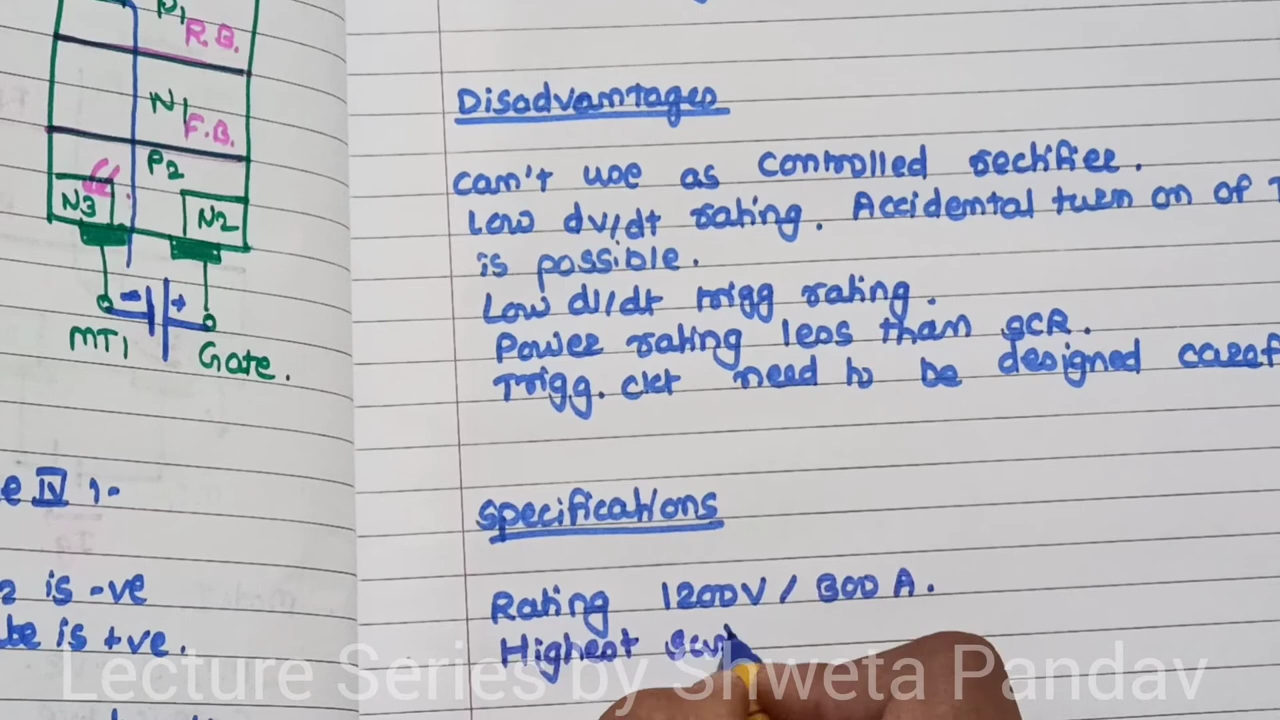 P1
R.B.
N1
F.B.
P2
N3
N2
- +
MT1
Gate.
e IV :-
2 is -ve
te is +ve.
Disadvantages
Can't use as Controlled rectifier.
Low dv/dt rating. Accidental turn on of T
is possible.
Low dI/dt trigg rating.
Power rating less than SCR.
Trigg. ckt need to be designed caref
Specifications
Rating 1200V / 300 A.
Highest
Lecture Series by Shweta Pandav